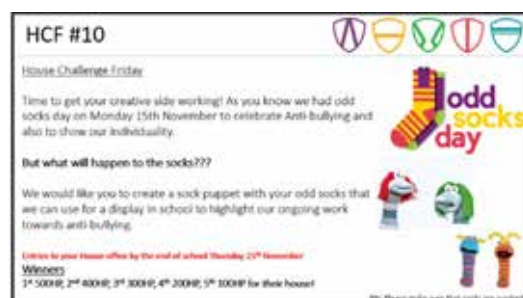 HCF #10
House Challenge Friday
Time to get your creative side working! As you know we had odd
socks day on Monday 15th November to celebrate Anti-bullying and
also to show our individuality.
But what will happen to the socks???
We would like you to create a sock puppet with your odd socks that
we can use for a display in school to highlight our ongoing work
towards anti-bullying.
Entries to your House office by the end of school Thursday 25th November
Winners
1st 500HP, 2nd 400HP, 3rd 300HP, 4th 200HP, 5th 100HP for their house!
odd
socks
day